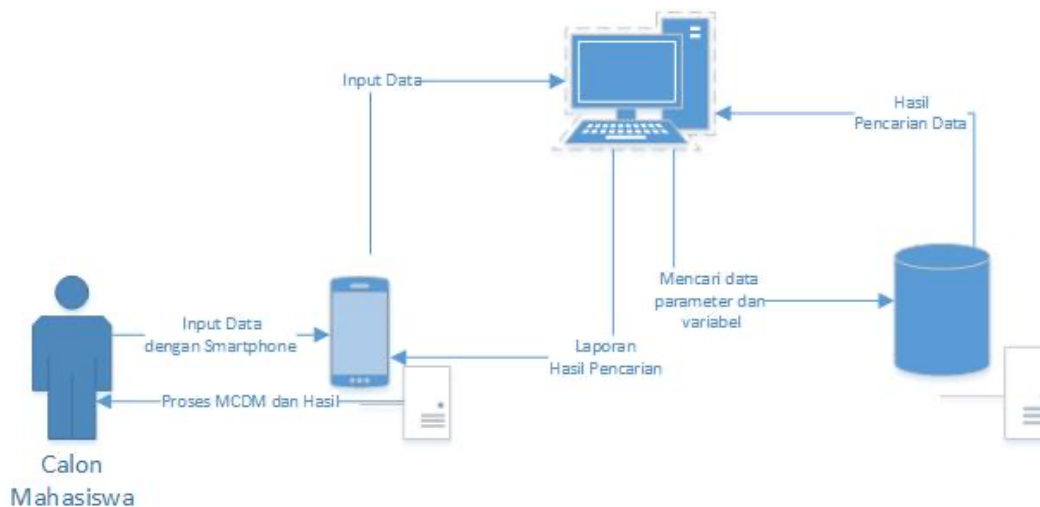 Input Data
Hasil
Pencarian Data
Mencari data
parameter dan
variabel
Input Data
dengan Smartphone
Laporan
Hasil Pencarian
Proses MCDM dan Hasil
Calon
Mahasiswa